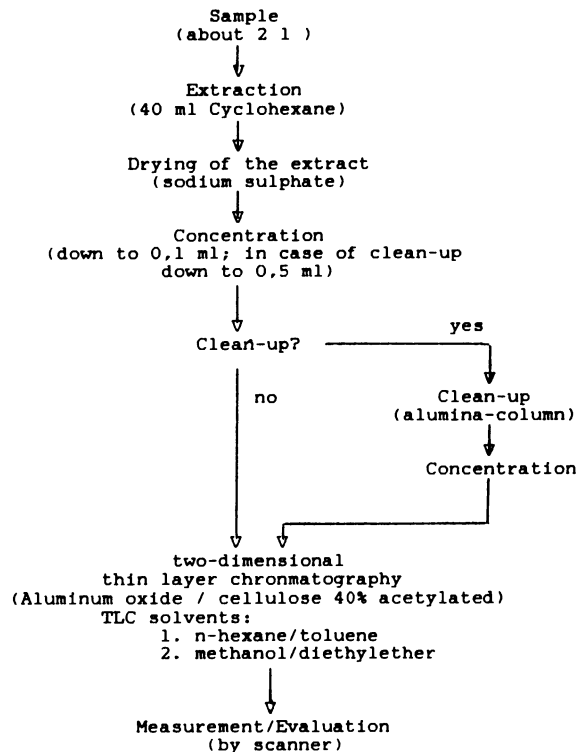 Sample
(about 2 l )
Extraction
(40 ml Cyclohexane)
Drying of the extract
(sodium sulphate)
Concentration
(down to 0,1 ml; in case of clean-up
down to 0,5 ml)
Clean-up?
yes
no
Clean-up
(alumina-column)
Concentration
two-dimensional
thin layer chronmatography
(Aluminum oxide / cellulose 40% acetylated)
TLC solvents:
1. n-hexane/toluene
2. methanol/diethylether
Measurement/Evaluation
(by scanner)